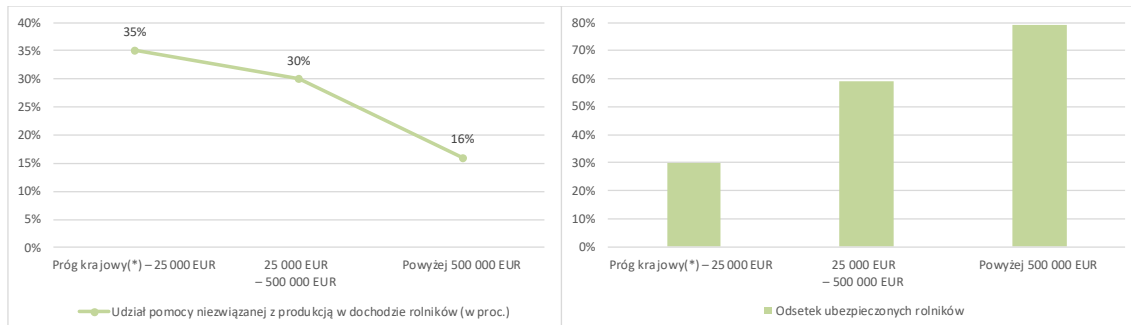 40%
35%
30%
25%
20%
15%
10%
5%
0%
35%
30%
16%
Próg krajowy(*) – 25 000 EUR
25 000 EUR
– 500 000 EUR
Powyżej 500 000 EUR
Udział pomocy niezwiązanej z produkcją w dochodzie rolników (w proc.)
80%
70%
60%
50%
40%
30%
20%
10%
0%
Próg krajowy(*) – 25 000 EUR
25 000 EUR
– 500 000 EUR
Powyżej 500 000 EUR
Odsetek ubezpieczonych rolników